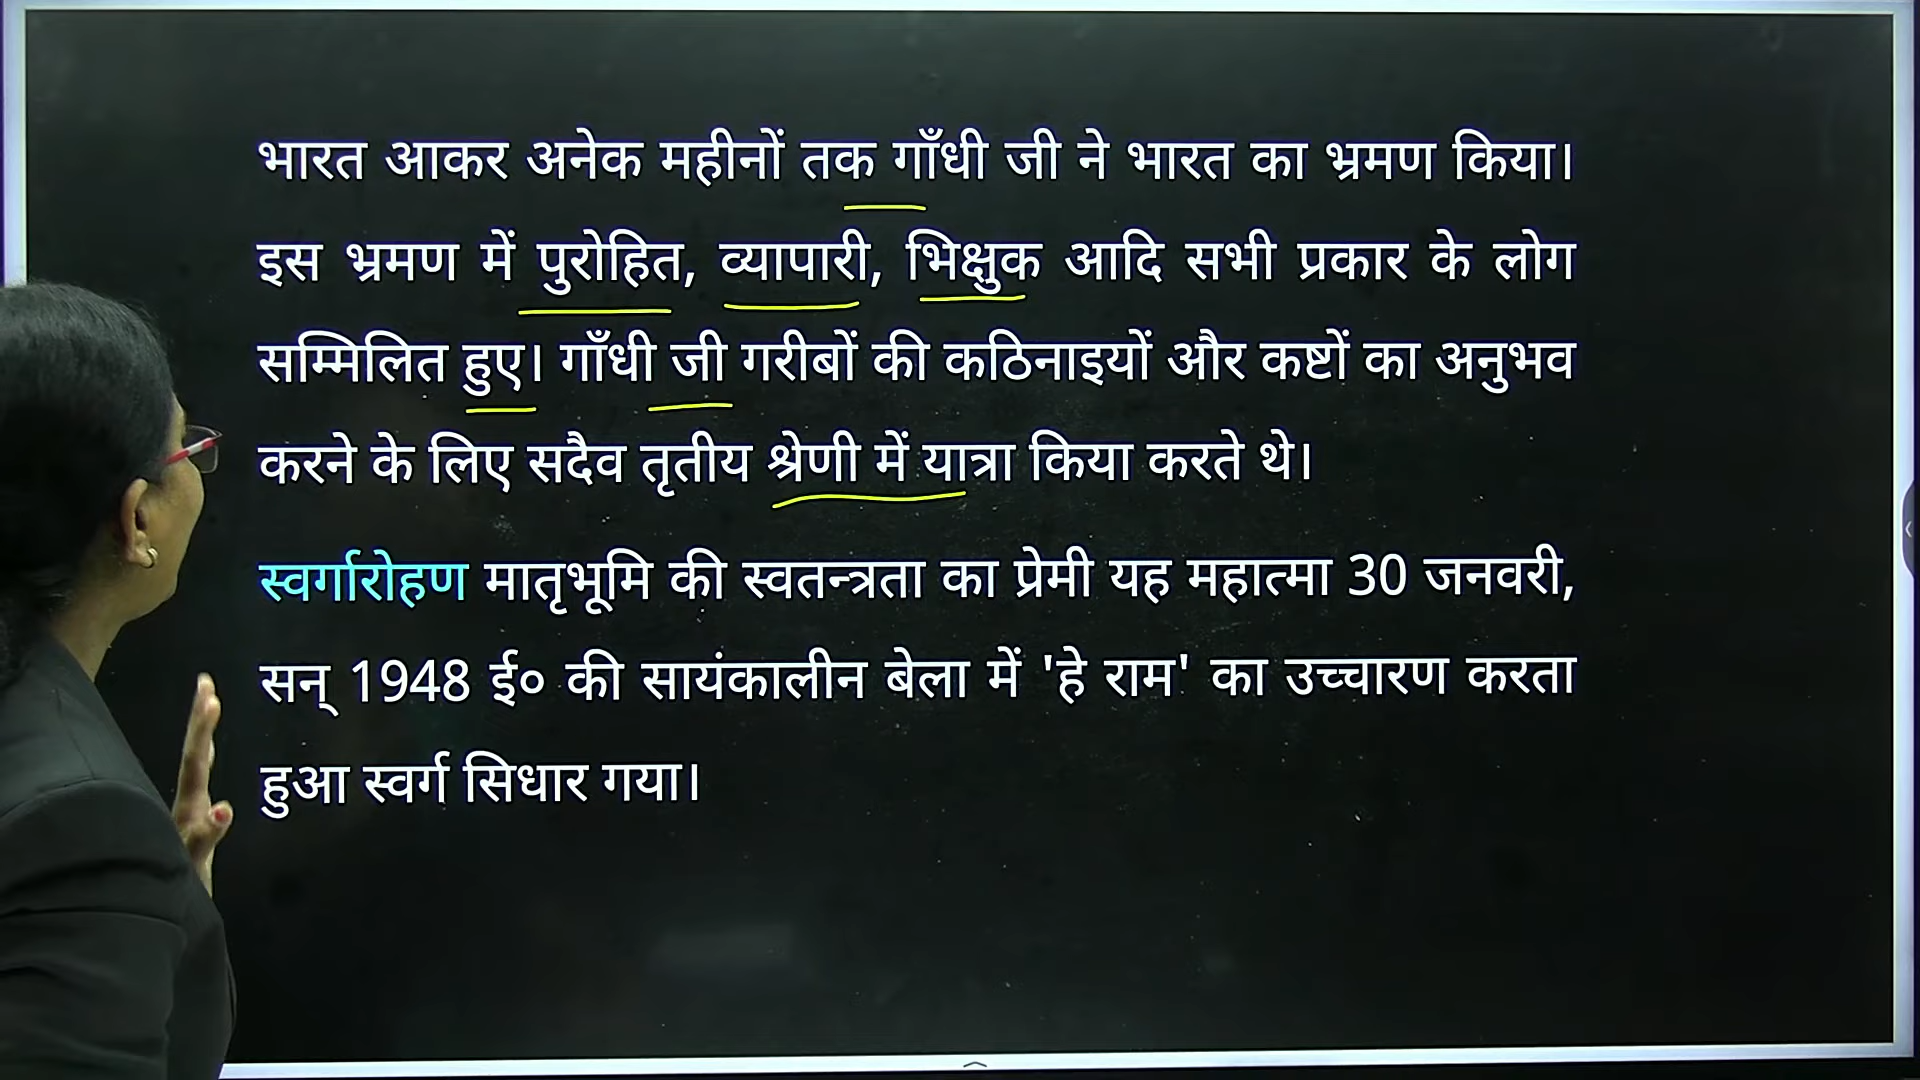 भारत आकर अनेक महीनों तक गाँधी जी ने भारत का भ्रमण किया।
इस भ्रमण में पुरोहित, व्यापारी, भिक्षुक आदि सभी प्रकार के लोग
सम्मिलित हुए। गाँधी जी गरीबों की कठिनाइयों और कष्टों का अनुभव
करने के लिए सदैव तृतीय श्रेणी में यात्रा किया करते थे।
स्वर्गारोहण मातृभूमि की स्वतन्त्रता का प्रेमी यह महात्मा 30 जनवरी,
सन् 1948 ई० की सायंकालीन बेला में 'हे राम' का उच्चारण करता
हुआ स्वर्ग सिधार गया।